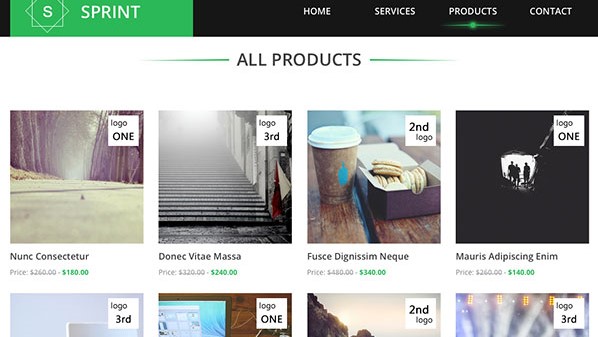 S SPRINT
HOME SERVICES PRODUCTS CONTACT
ALL PRODUCTS
logo
ONE
logo
3rd
2nd
logo
logo
ONE
Nunc Consectetur
Price: $260.00 - $180.00
Donec Vitae Massa
Price: $320.00 - $240.00
Fusce Dignissim Neque
Price: $480.00 - $340.00
Mauris Adipiscing Enim
Price: $260.00 - $140.00
logo
3rd
logo
ONE
2nd
logo
logo
3rd